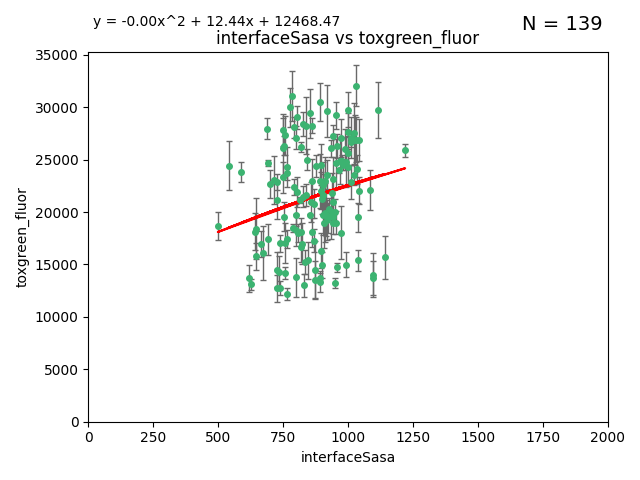 y = -0.00x^2 + 12.44x + 12468.47
N = 139
interfaceSasa vs toxgreen_fluor
35000
30000
25000
20000
15000
10000
5000
0
toxgreen_fluor
0 250 500 750 1000 1250 1500 1750 2000
interfaceSasa